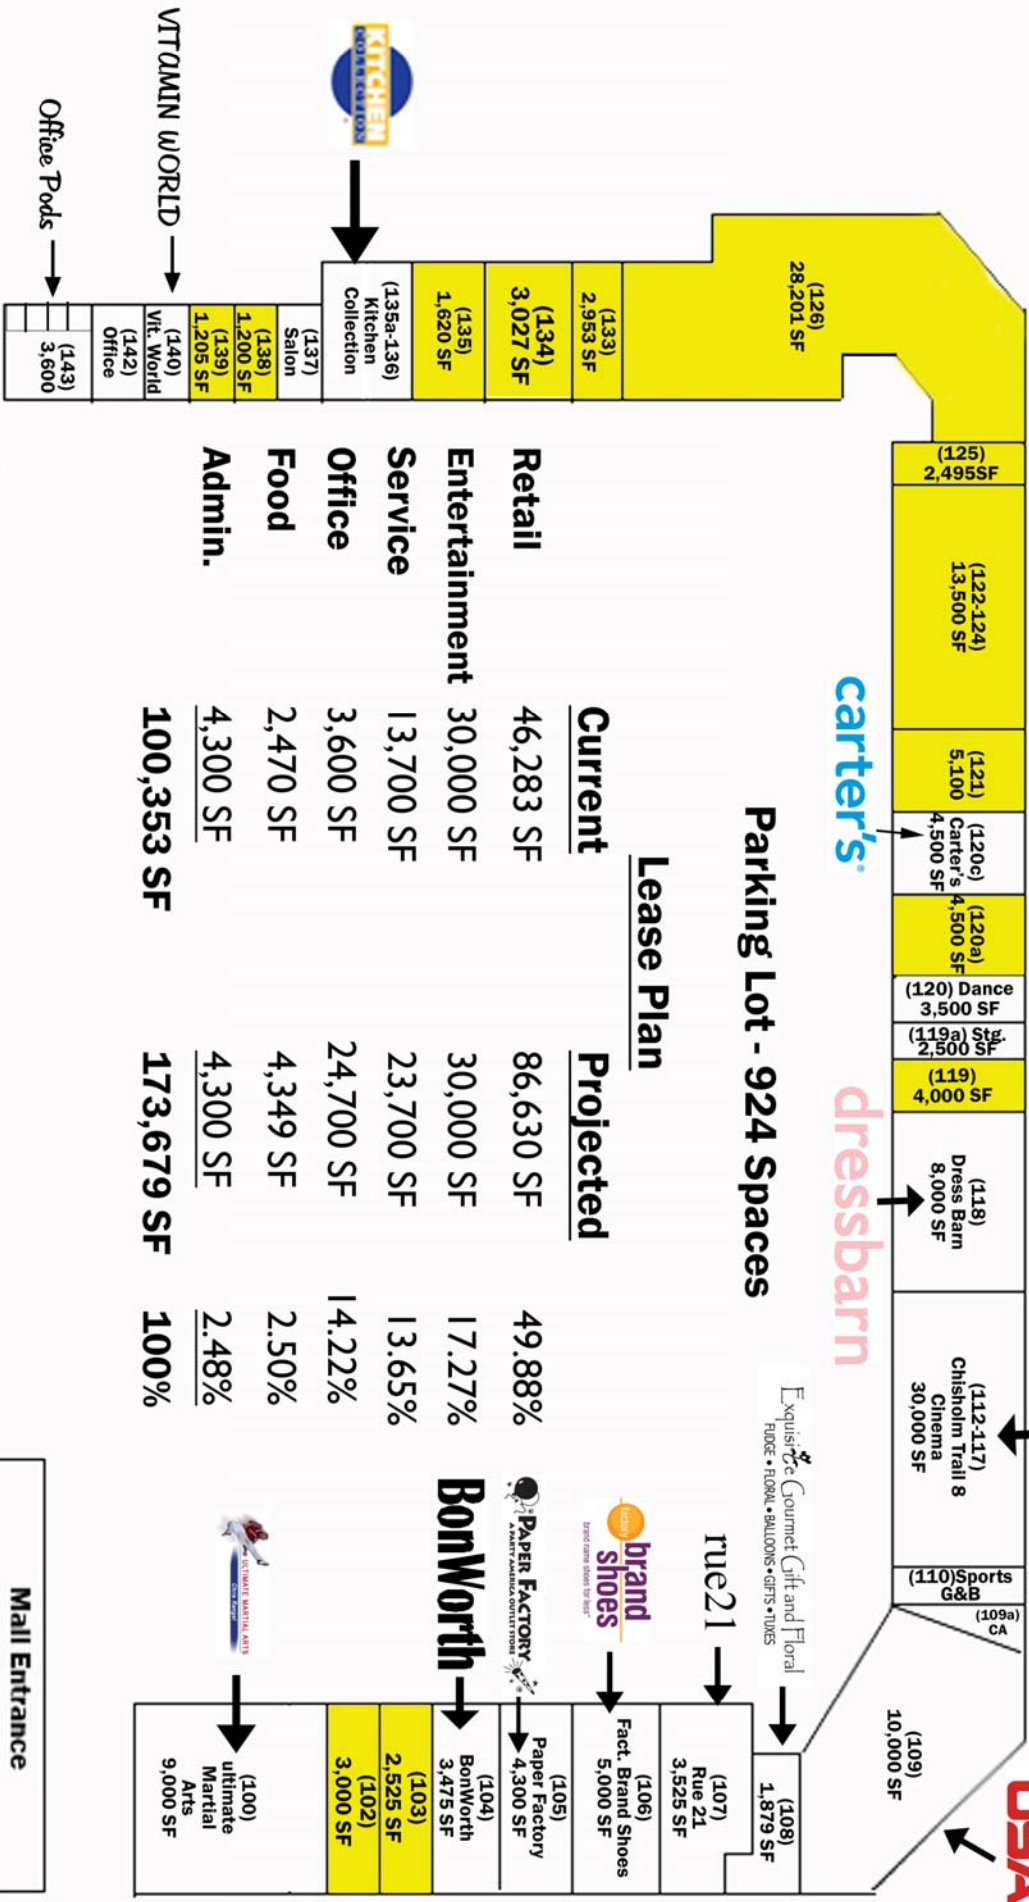 KITCHEN
COLLECTION
VITAMIN WORLD
Office Pods
(126)
28,201 SF
(133)
2,953 SF
(134)
3,027 SF
(135)
1,620 SF
(135a-136)
Kitchen
Collection
(137)
Salon
(138)
1,200 SF
(139)
1,205 SF
(140)
Vit. World
(142)
Office
(143)
3,600
(125)
2,495SF
(122-124)
13,500 SF
(121)
5,100
(120c)
Carter's
4,500 SF
(120a)
4,500 SF
(120) Dance
3,500 SF
(119a) Stg.
2,500 SF
(119)
4,000 SF
(118)
Dress Barn
8,000 SF
(112-117)
Chisholm Trail 8
Cinema
30,000 SF
(110)Sports
G&B
(109a)
CA
(109)
10,000 SF
USA
carter's
dressbarn
Parking Lot - 924 Spaces
Lease Plan
Current Projected
Retail 46,283 SF 86,630 SF 49.88%
Entertainment 30,000 SF 30,000 SF 17.27%
Service 13,700 SF 23,700 SF 13.65%
Office 3,600 SF 24,700 SF 14.22%
Food 2,470 SF 4,349 SF 2.50%
Admin. 4,300 SF 4,300 SF 2.48%
100,353 SF 173,679 SF 100%
Exquisite Gourmet Gift and Floral
FUDGE • FLORAL • BALLOONS • GIFTS • TUXES
rue21
factory
brand
shoes
brand name shoes for less
PAPER FACTORY
A PARTY AMERICA OUTLET STORE
BonWorth
ULTIMATE MARTIAL ARTS
(108)
1,879 SF
(107)
Rue 21
3,525 SF
(106)
Fact. Brand Shoes
5,000 SF
(105)
Paper Factory
4,300 SF
(104)
BonWorth
3,475 SF
(103)
2,525 SF
(102)
3,000 SF
(100)
ultimate
Martial
Arts
9,000 SF
Mall Entrance